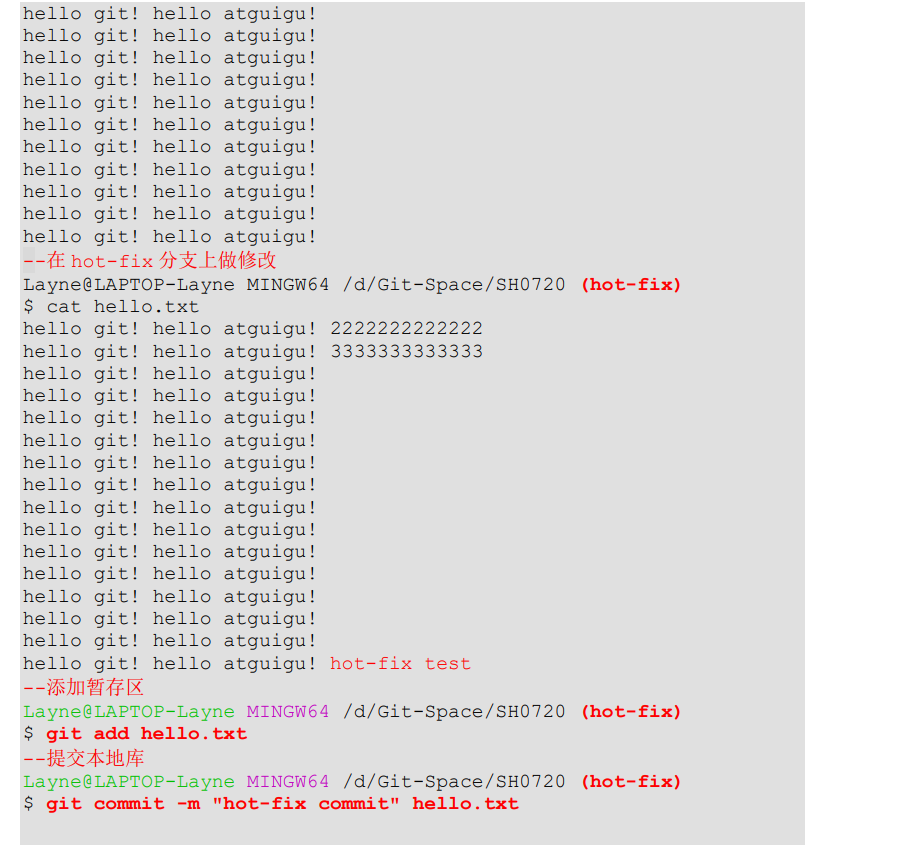 hello git! hello atguigu!
hello git! hello atguigu!
hello git! hello atguigu!
hello git! hello atguigu!
hello git! hello atguigu!
hello git! hello atguigu!
hello git! hello atguigu!
hello git! hello atguigu!
hello git! hello atguigu!
hello git! hello atguigu!
hello git! hello atguigu!
--在 hot-fix 分支上做修改
Layne@LAPTOP-Layne MINGW64 /d/Git-Space/SH0720 (hot-fix)
$ cat hello.txt
hello git! hello atguigu! 2222222222222
hello git! hello atguigu! 3333333333333
hello git! hello atguigu!
hello git! hello atguigu!
hello git! hello atguigu!
hello git! hello atguigu!
hello git! hello atguigu!
hello git! hello atguigu!
hello git! hello atguigu!
hello git! hello atguigu!
hello git! hello atguigu!
hello git! hello atguigu!
hello git! hello atguigu!
hello git! hello atguigu!
hello git! hello atguigu!
hello git! hello atguigu! hot-fix test
--添加暂存区
Layne@LAPTOP-Layne MINGW64 /d/Git-Space/SH0720 (hot-fix)
$ git add hello.txt
--提交本地库
Layne@LAPTOP-Layne MINGW64 /d/Git-Space/SH0720 (hot-fix)
$ git commit -m "hot-fix commit" hello.txt